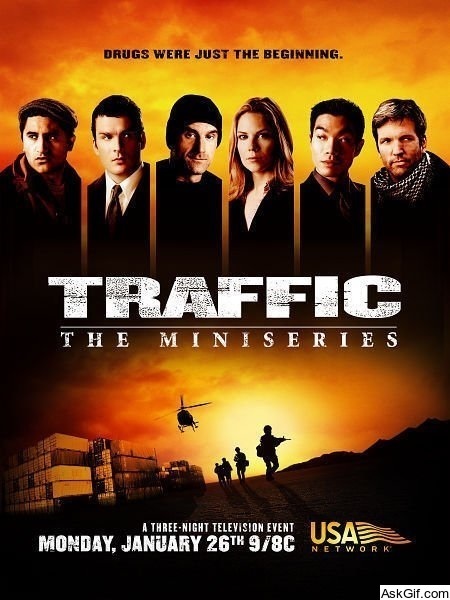 DRUGS WERE JUST THE BEGINNING.
TRAFFIC
THE MINISERIES
A THREE-NIGHT TELEVISION EVENT
MONDAY, JANUARY 26TH 9/8C
USA
NETWORK
AskGif.com